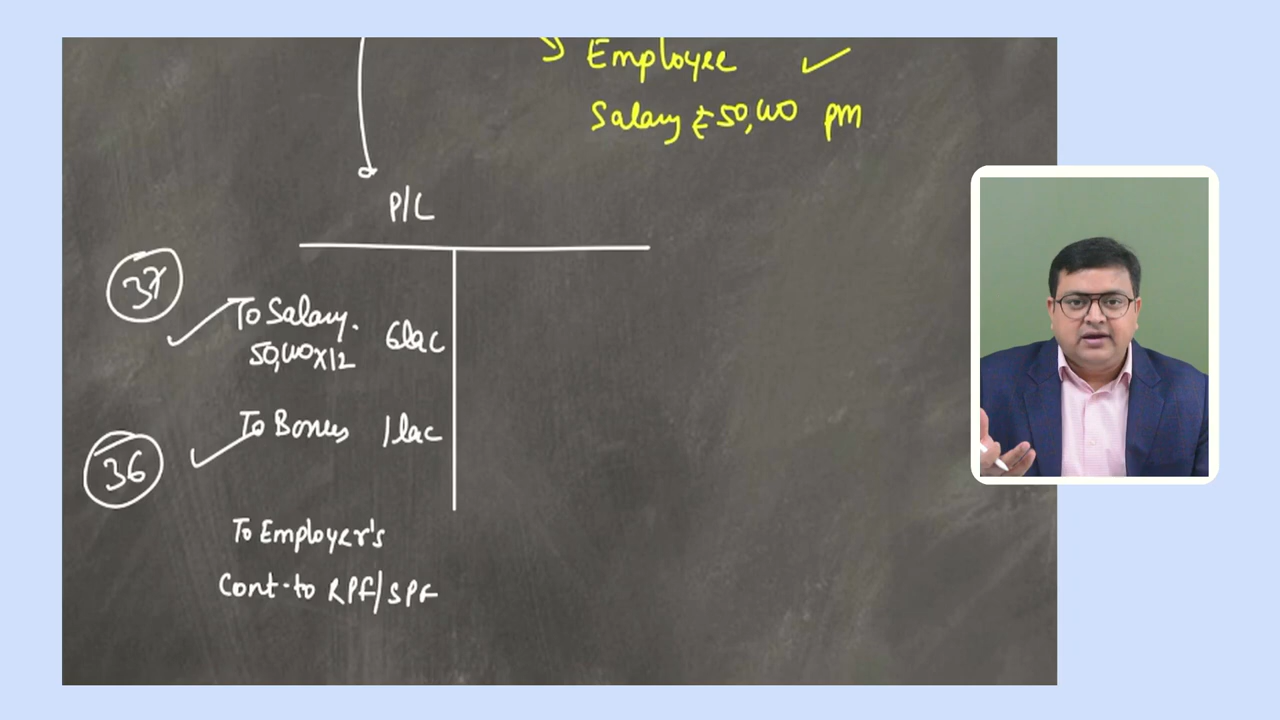 Employee
Salary ₹50,000 pm
P/L
37
To Salary. 6lac
50,000x12
To Bonus 1lac
36
To Employer's
Cont. to RPF/SPF